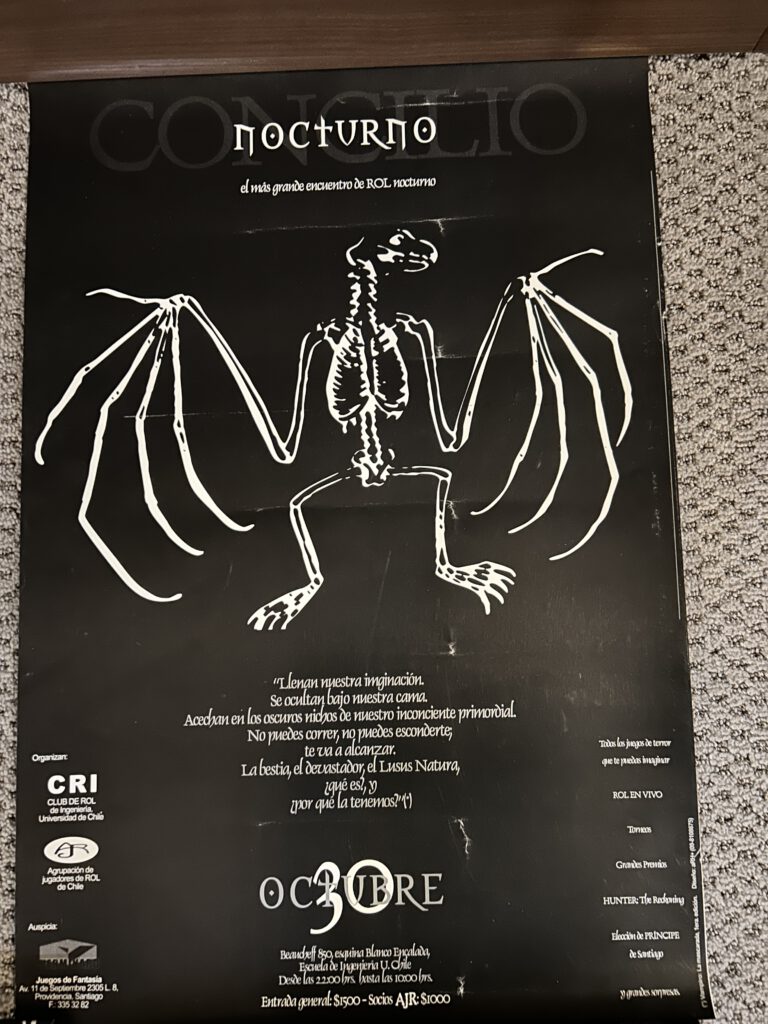 CONCILIO
NOCTURNO
el más grande encuentro de ROL nocturno
"Llenan nuestra imginación.
Se ocultan bajo nuestra cama.
Acechan en los oscuros nichos de nuestro inconciente primordial.
No puedes correr, no puedes esconderte;
te va a alcanzar.
La bestia, el devastador, el Lusus Natura,
¿qué es?, y
¿por qué la tenemos?"(*)
Organizan:
CRI
CLUB DE ROL
de Ingeniería,
Universidad de Chile
AJR
Agrupación de
jugadores de ROL
de Chile
Auspicia:
Juegos de Fantasía
Av. 11 de Septiembre 2305 L. 8,
Providencia, Santiago
F. 335 32 82
30
OCTUBRE
Beaucheff 850, esquina Blanco Encalada,
Escuela de Ingeniería U. Chile
Desde las 22:00 hrs. hasta las 10:00 hrs.
Entrada general: $1500 - Socios AJR: $1000
Todos los juegos de terror
que te puedas imaginar
ROL EN VIVO
Torneos
Grandes Premios
HUNTER: The Reckoning
Elección de PRÍNCIPE
de Santiago
y grandes sorpresas.